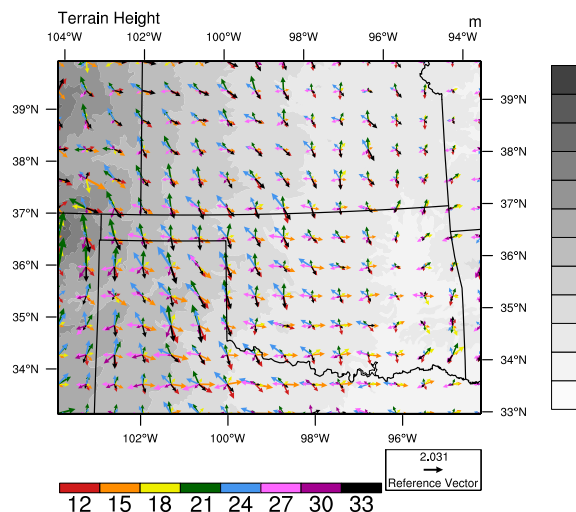 Terrain Height
m
104°W 102°W 100°W 98°W 96°W 94°W
39°N 39°N
38°N 38°N
37°N 37°N
36°N 36°N
35°N 35°N
34°N 34°N
33°N
102°W 100°W 98°W 96°W
2.031
Reference Vector
12 15 18 21 24 27 30 33